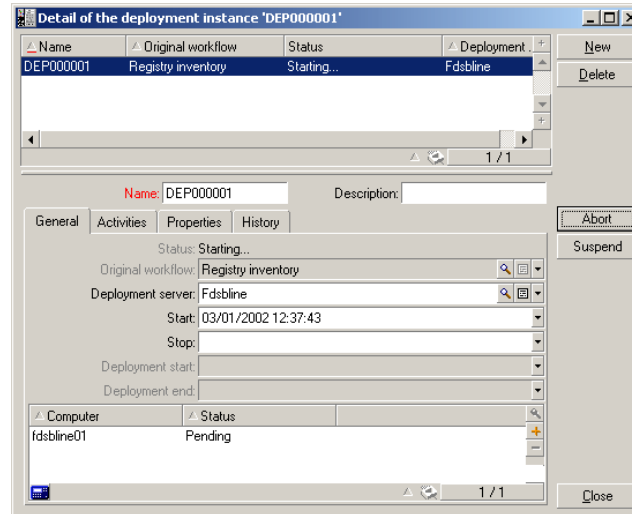 Detail of the deployment instance 'DEP000001'
Name Original workflow Status Deployment .
DEP000001 Registry inventory Starting... Fdsbline
1 / 1
New
Delete
Name: DEP000001 Description:
General Activities Properties History
Status: Starting...
Original workflow: Registry inventory
Deployment server: Fdsbline
Start: 03/01/2002 12:37:43
Stop:
Deployment start:
Deployment end:
Computer Status
fdsbline01 Pending
1 / 1
Abort
Suspend
Close